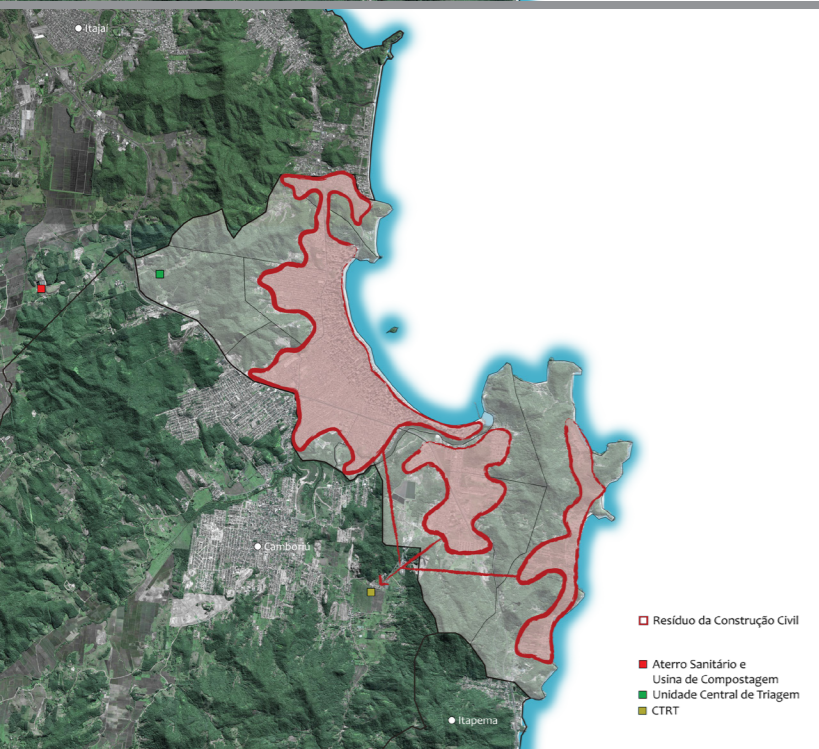 Itajaí
Camboriú
Itapema
Resíduo da Construção Civil
Aterro Sanitário e
Usina de Compostagem
Unidade Central de Triagem
CTRT